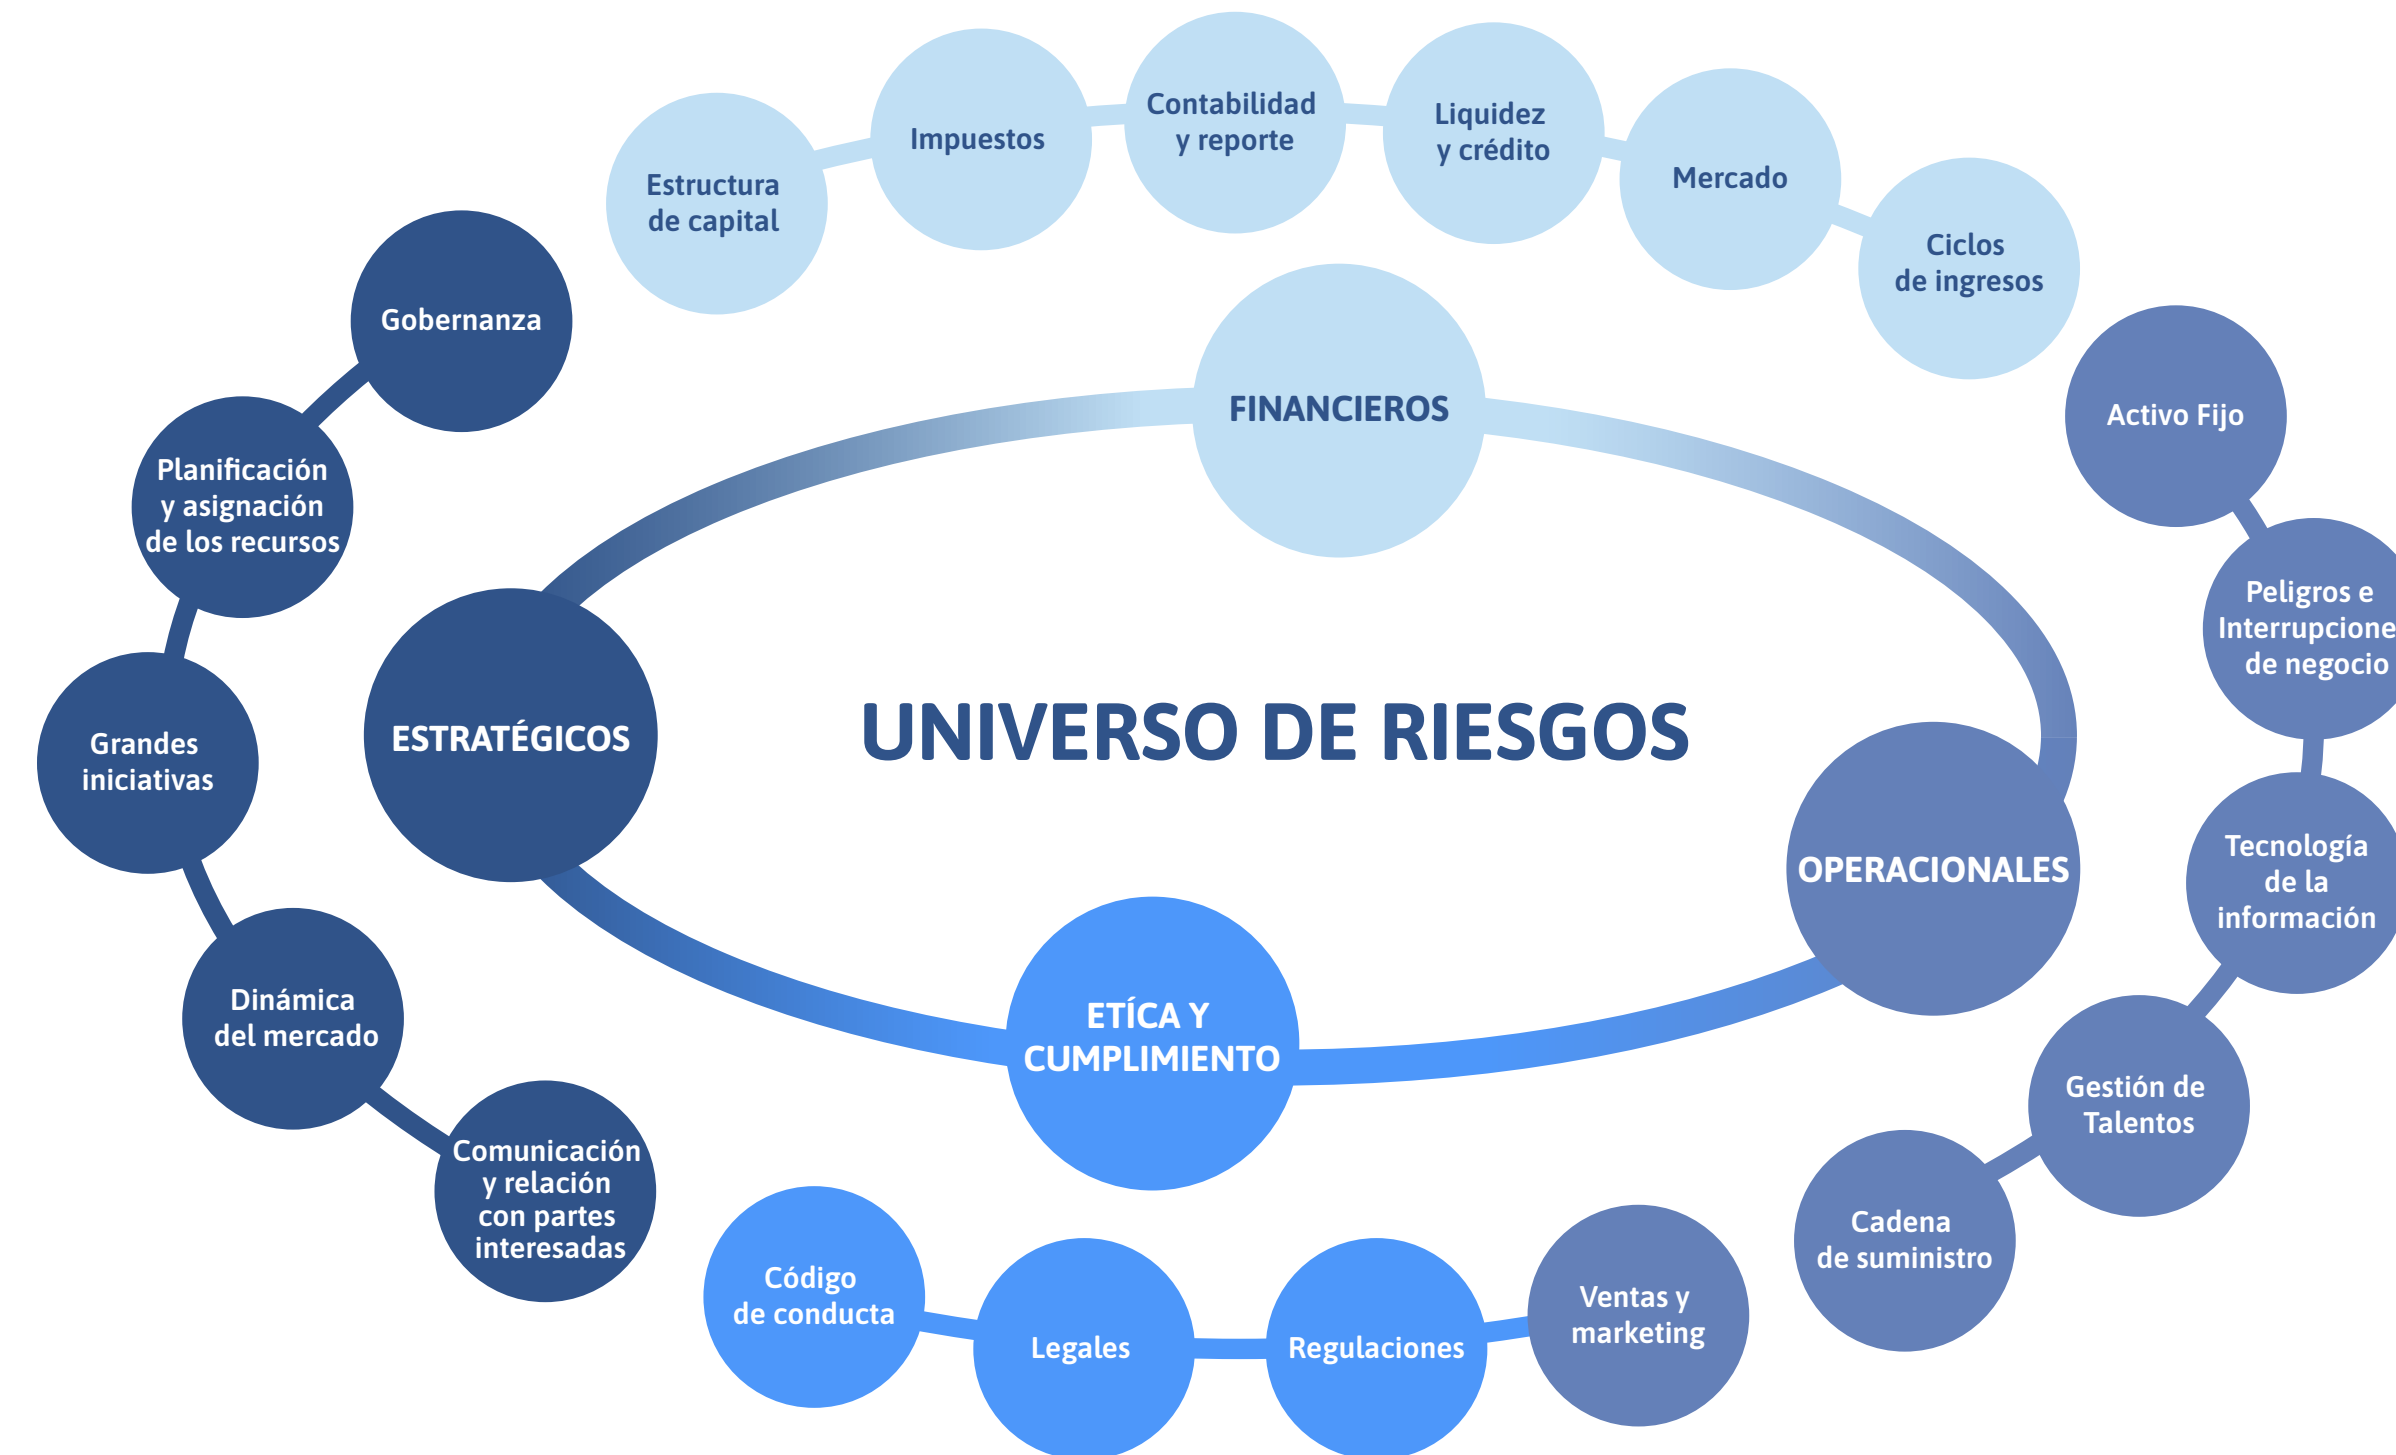 Contabilidad
y reporte
Liquidez
y crédito
Impuestos
Mercado
Estructura
de capital
Ciclos
de ingresos
Gobernanza
FINANCIEROS
Activo Fijo
Planificación
y asignación
de los recursos
Peligros e
Interrupcione
de negocio
ESTRATÉGICOS
UNIVERSO DE RIESGOS
Grandes
iniciativas
OPERACIONALES
Tecnología
de la
información
Dinámica
del mercado
ETÍCA Y
CUMPLIMIENTO
Gestión de
Talentos
Comunicación
y relación
con partes
interesadas
Cadena
de suministro
Código
de conducta
Legales
Regulaciones
Ventas y
marketing